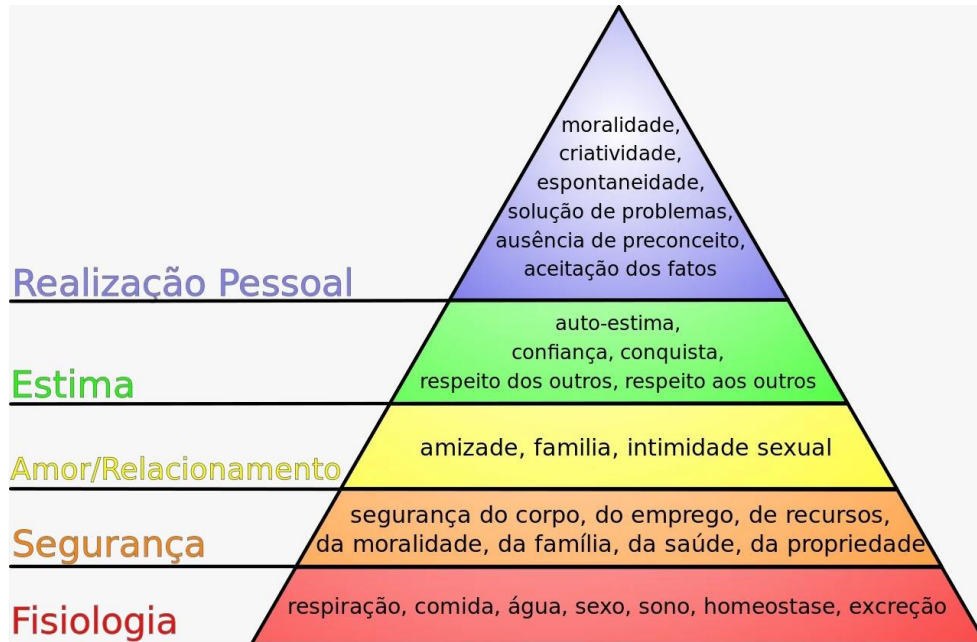 moralidade,
criatividade,
espontaneidade,
solução de problemas,
ausência de preconceito,
aceitação dos fatos
Realização Pessoal
auto-estima,
confiança, conquista,
respeito dos outros, respeito aos outros
Estima
amizade, familia, intimidade sexual
Amor/Relacionamento
segurança do corpo, do emprego, de recursos,
da moralidade, da família, da saúde, da propriedade
Segurança
respiração, comida, água, sexo, sono, homeostase, excreção
Fisiologia